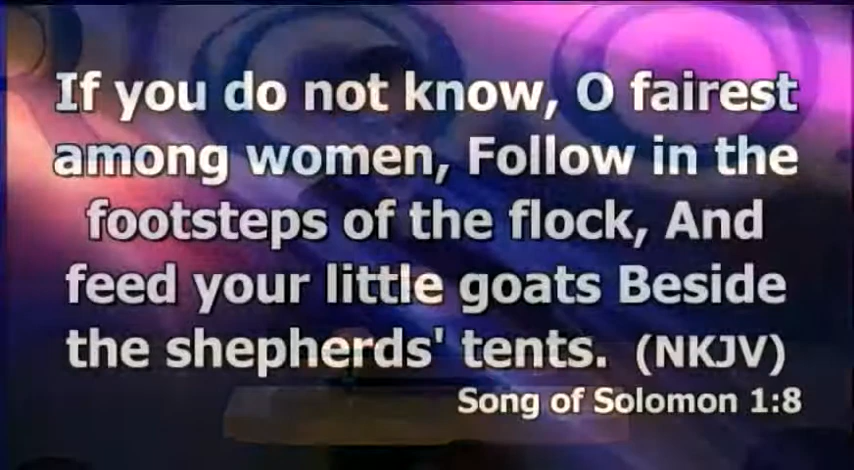 If you do not know, O fairest
among women, Follow in the
footsteps of the flock, And
feed your little goats Beside
the shepherds' tents. (NKJV)
Song of Solomon 1:8